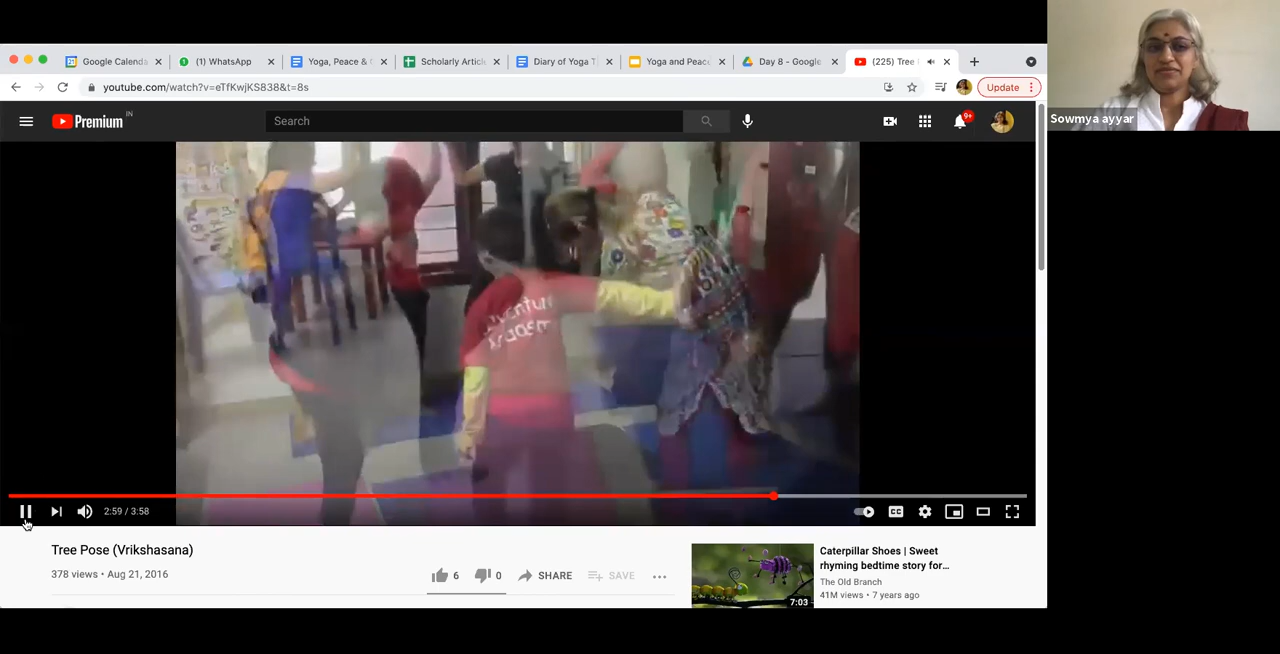 Google Calenda
(1) WhatsApp
Yoga, Peace &
Scholarly Article
Diary of Yoga T
Yoga and Peace
Day 8 - Google
(225) Tree
youtube.com/watch?v=eTfKwjKS838&t=8s
Update
Premium IN
Search
9+
Sowmya ayyar
2:59 / 3:58
CC
Tree Pose (Vrikshasana)
378 views • Aug 21, 2016
6
0
SHARE
SAVE
7:03
Caterpillar Shoes | Sweet
rhyming bedtime story for...
The Old Branch
41M views • 7 years ago